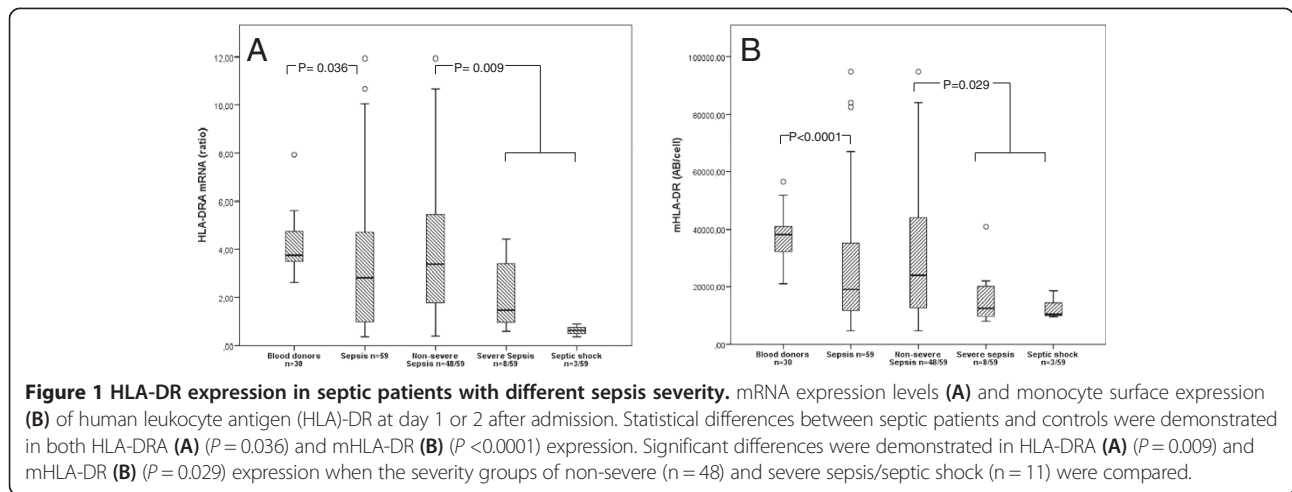 A
HLA-DRA mRNA (ratio)
12,00
10,00
8,00
6,00
4,00
2,00
,00
P= 0.036
P= 0.009
Blood donors n=30
Sepsis n=59
Non-severe Sepsis n=48/59
Severe Sepsis n=8/59
Septic shock n=3/59
B
mHLA-DR (AB/cell)
100000,00
80000,00
60000,00
40000,00
20000,00
,00
P<0.0001
P=0.029
Blood donors n=30
Sepsis n=59
Non-severe Sepsis n=48/59
Severe sepsis n=8/59
Septic shock n=3/59
Figure 1 HLA-DR expression in septic patients with different sepsis severity. mRNA expression levels (A) and monocyte surface expression
(B) of human leukocyte antigen (HLA)-DR at day 1 or 2 after admission. Statistical differences between septic patients and controls were demonstrated
in both HLA-DRA (A) (P = 0.036) and mHLA-DR (B) (P <0.0001) expression. Significant differences were demonstrated in HLA-DRA (A) (P = 0.009) and
mHLA-DR (B) (P = 0.029) expression when the severity groups of non-severe (n = 48) and severe sepsis/septic shock (n = 11) were compared.